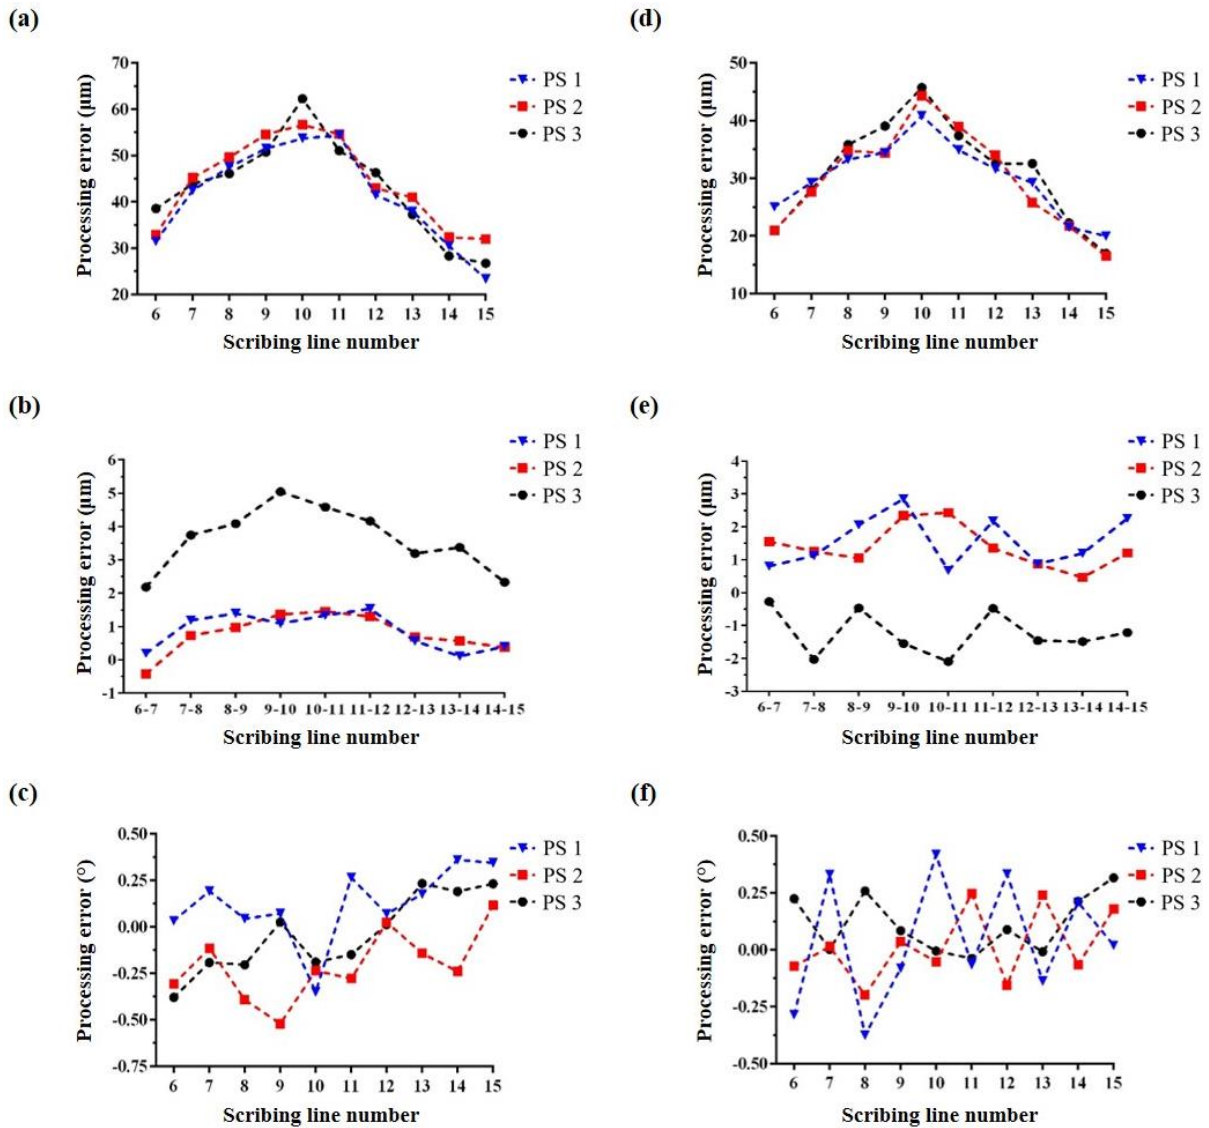 (a)
Processing error (μm)
70
60
50
40
30
20
6 7 8 9 10 11 12 13 14 15
Scribing line number
PS 1
PS 2
PS 3
(d)
Processing error (μm)
50
40
30
20
10
6 7 8 9 10 11 12 13 14 15
Scribing line number
PS 1
PS 2
PS 3
(b)
Processing error (μm)
6
5
4
3
2
1
0
-1
6-7 7-8 8-9 9-10 10-11 11-12 12-13 13-14 14-15
Scribing line number
PS 1
PS 2
PS 3
(e)
Processing error (μm)
4
3
2
1
0
-1
-2
-3
6-7 7-8 8-9 9-10 10-11 11-12 12-13 13-14 14-15
Scribing line number
PS 1
PS 2
PS 3
(c)
Processing error (°)
0.50
0.25
0.00
-0.25
-0.50
-0.75
6 7 8 9 10 11 12 13 14 15
Scribing line number
PS 1
PS 2
PS 3
(f)
Processing error (°)
0.50
0.25
0.00
-0.25
-0.50
6 7 8 9 10 11 12 13 14 15
Scribing line number
PS 1
PS 2
PS 3